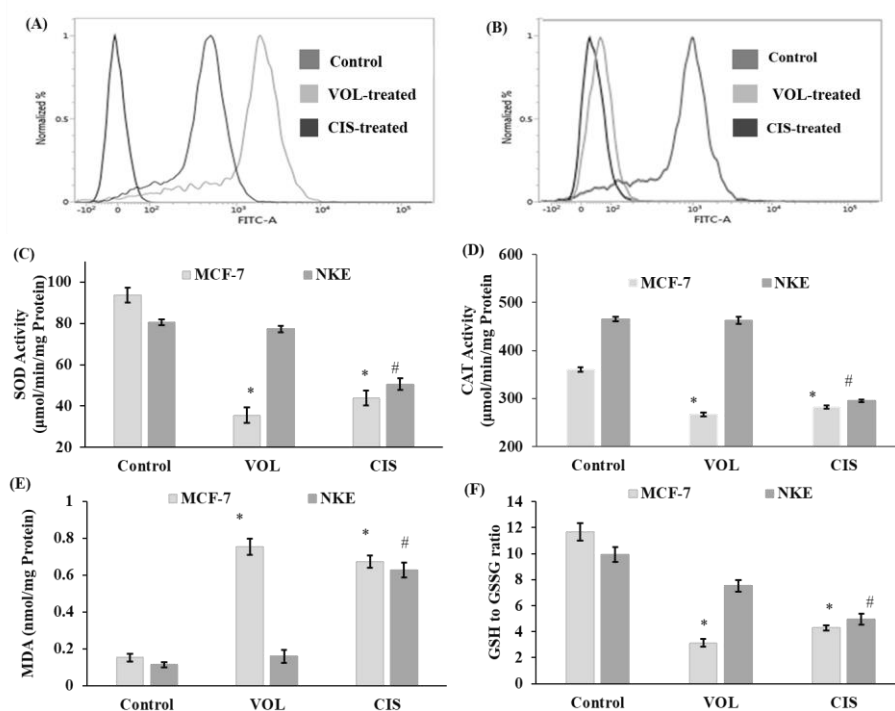 (A)
Normalized %
1
0.5
0
-10²
0
10²
10³
10⁴
10⁵
FITC-A
Control
VOL-treated
CIS-treated
(B)
Normalized %
1
0.5
0
-10²
0
10²
10³
10⁴
10⁵
FITC-A
Control
VOL-treated
CIS-treated
(C)
MCF-7 NKE
SOD Activity
(μmol/min/mg Protein)
100
80
60
40
20
* * #
Control VOL CIS
(D)
MCF-7 NKE
CAT Activity
(μmol/min/mg Protein)
600
500
400
300
200
* * #
Control VOL CIS
(E)
MCF-7 NKE
MDA (nmol/mg Protein)
1
0.8
0.6
0.4
0.2
0
* * #
Control VOL CIS
(F)
MCF-7 NKE
GSH to GSSG ratio
14
12
10
8
6
4
2
0
* * #
Control VOL CIS